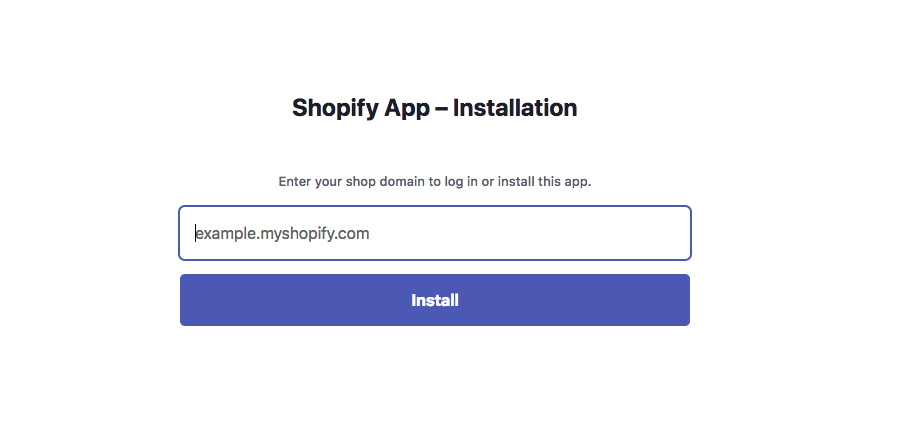 Shopify App – Installation
Enter your shop domain to log in or install this app.
example.myshopify.com
Install